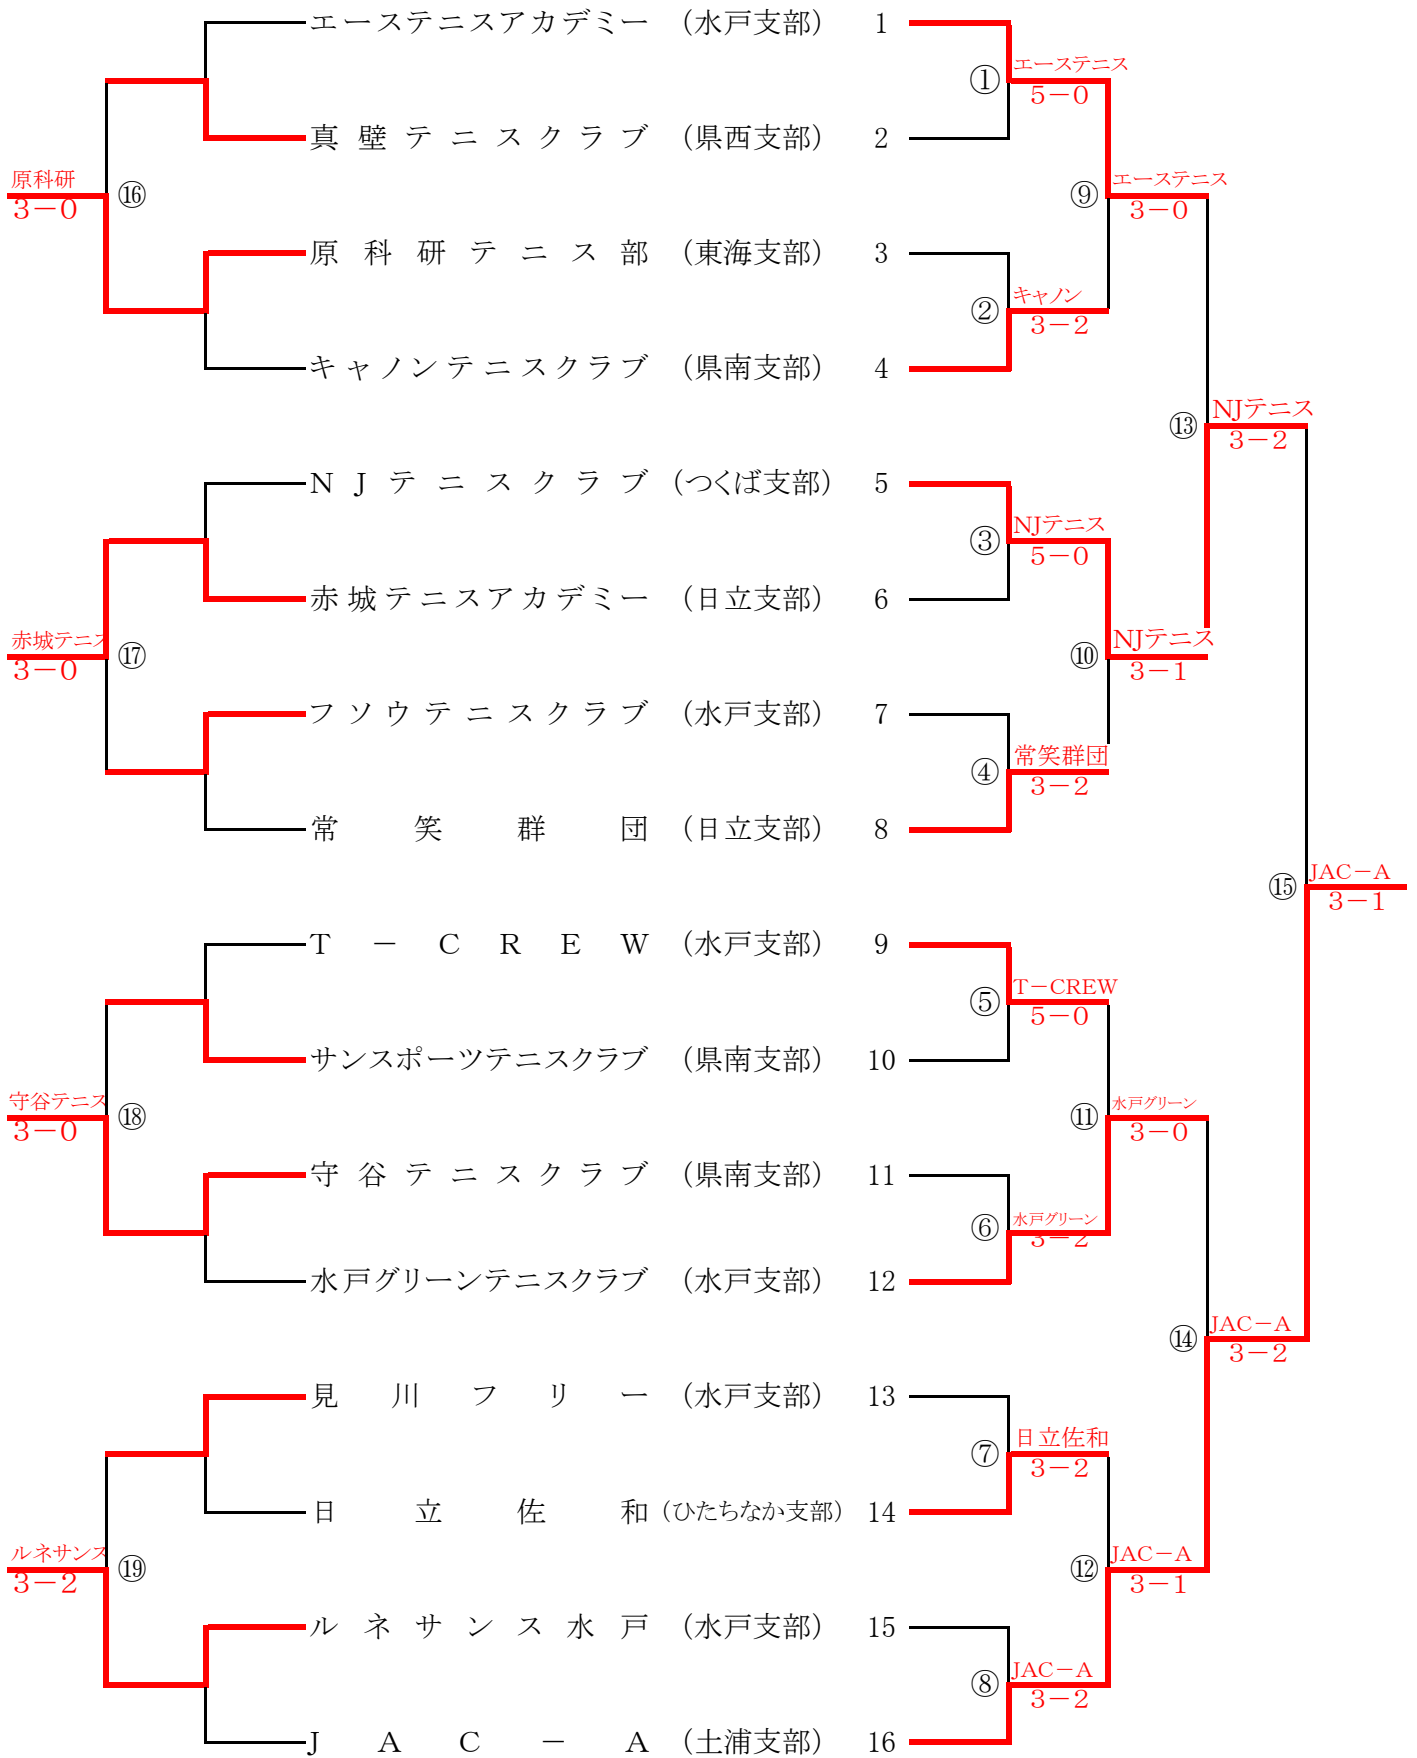 エーステニスアカデミー (水戸支部) 1
エーステニス
① 5－0
真壁テニスクラブ (県西支部) 2
原科研 エーステニス
3－0 ⑯ ⑨ 3－0
原科研テニス部 (東海支部) 3
キャノン
② 3－2
キャノンテニスクラブ (県南支部) 4
NJテニス
⑬ 3－2
NJテニスクラブ (つくば支部) 5
NJテニス
③ 5－0
赤城テニスアカデミー (日立支部) 6
赤城テニス NJテニス
3－0 ⑰ ⑩ 3－1
フソウテニスクラブ (水戸支部) 7
常笑群団
④ 3－2
常笑群団 (日立支部) 8
JAC－A
⑮ 3－1
T－CREW (水戸支部) 9
T－CREW
⑤ 5－0
サンスポーツテニスクラブ (県南支部) 10
守谷テニス 水戸グリーン
3－0 ⑱ ⑪ 3－0
守谷テニスクラブ (県南支部) 11
水戸グリーン
⑥ 3－2
水戸グリーンテニスクラブ (水戸支部) 12
JAC－A
⑭ 3－2
見川フリー (水戸支部) 13
日立佐和
⑦ 3－2
日立佐和 (ひたちなか支部) 14
ルネサンス JAC－A
3－2 ⑲ ⑫ 3－1
ルネサンス水戸 (水戸支部) 15
JAC－A
⑧ 3－2
JAC－A (土浦支部) 16